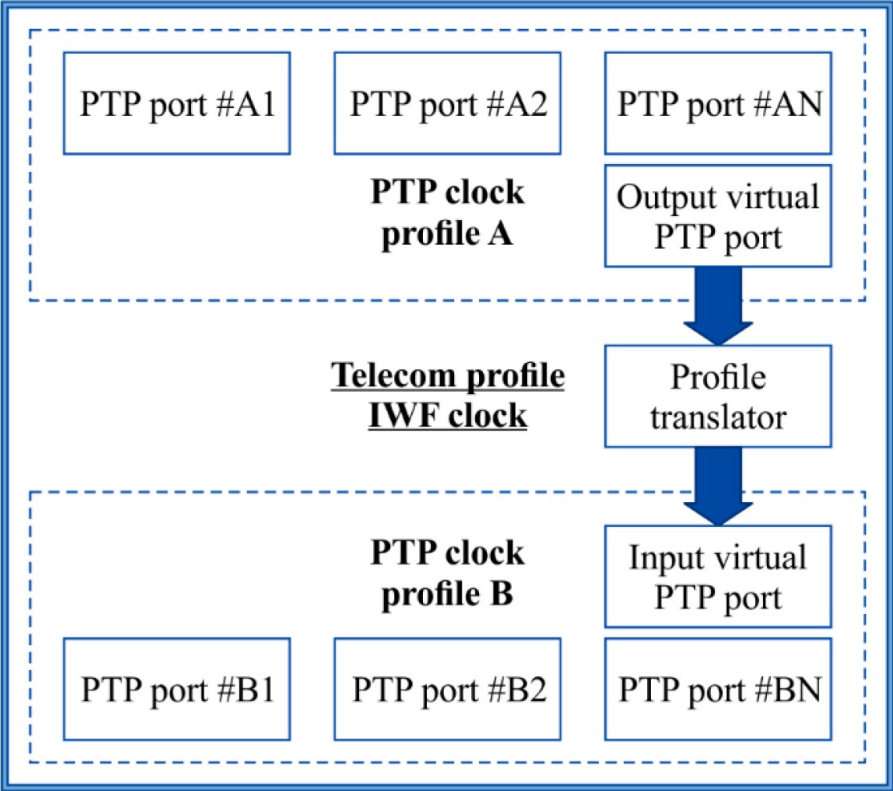 PTP port #A1
PTP port #A2
PTP port #AN
PTP clock
profile A
Output virtual
PTP port
Telecom profile
IWF clock
Profile
translator
PTP clock
profile B
Input virtual
PTP port
PTP port #B1
PTP port #B2
PTP port #BN